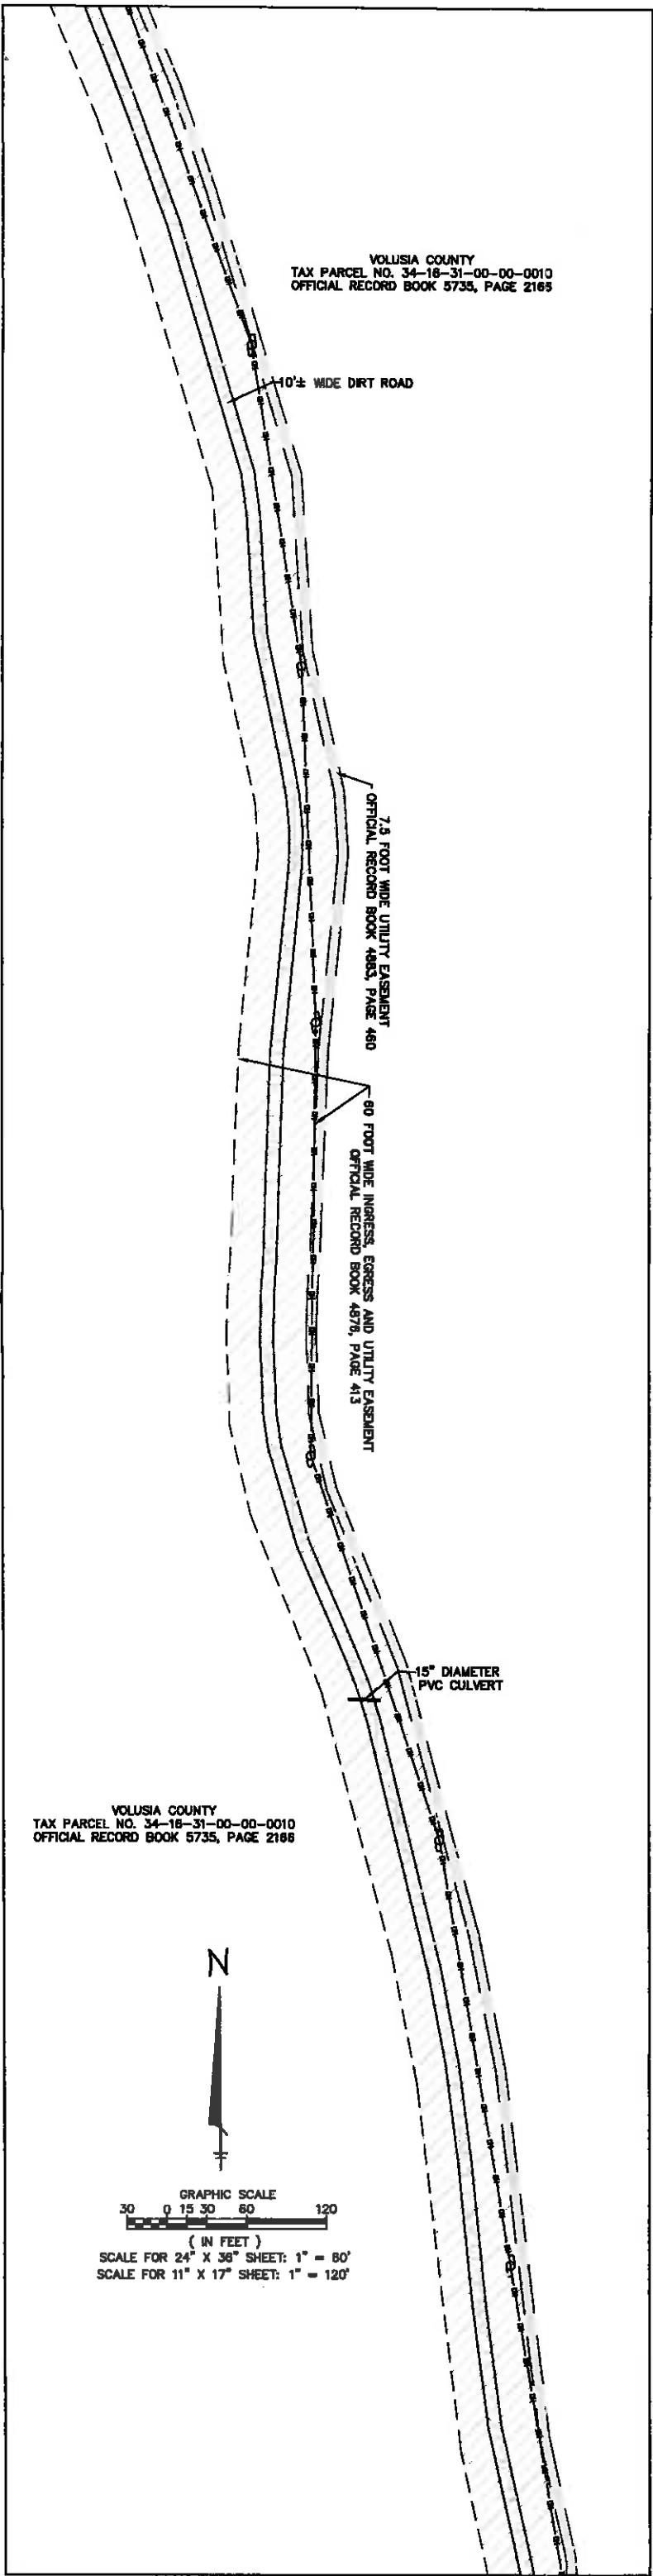 VOLUSIA COUNTY
TAX PARCEL NO. 34-16-31-00-00-0010
OFFICIAL RECORD BOOK 5735, PAGE 2166
10'± WIDE DIRT ROAD
7.5 FOOT WIDE UTILITY EASEMENT
OFFICIAL RECORD BOOK 4883, PAGE 460
60 FOOT WIDE INGRESS, EGRESS AND UTILITY EASEMENT
OFFICIAL RECORD BOOK 4876, PAGE 413
15" DIAMETER
PVC CULVERT
VOLUSIA COUNTY
TAX PARCEL NO. 34-16-31-00-00-0010
OFFICIAL RECORD BOOK 5735, PAGE 2166
N
GRAPHIC SCALE
30 0 15 30 60 120
( IN FEET )
SCALE FOR 24" X 36" SHEET: 1" = 60'
SCALE FOR 11" X 17" SHEET: 1" = 120'